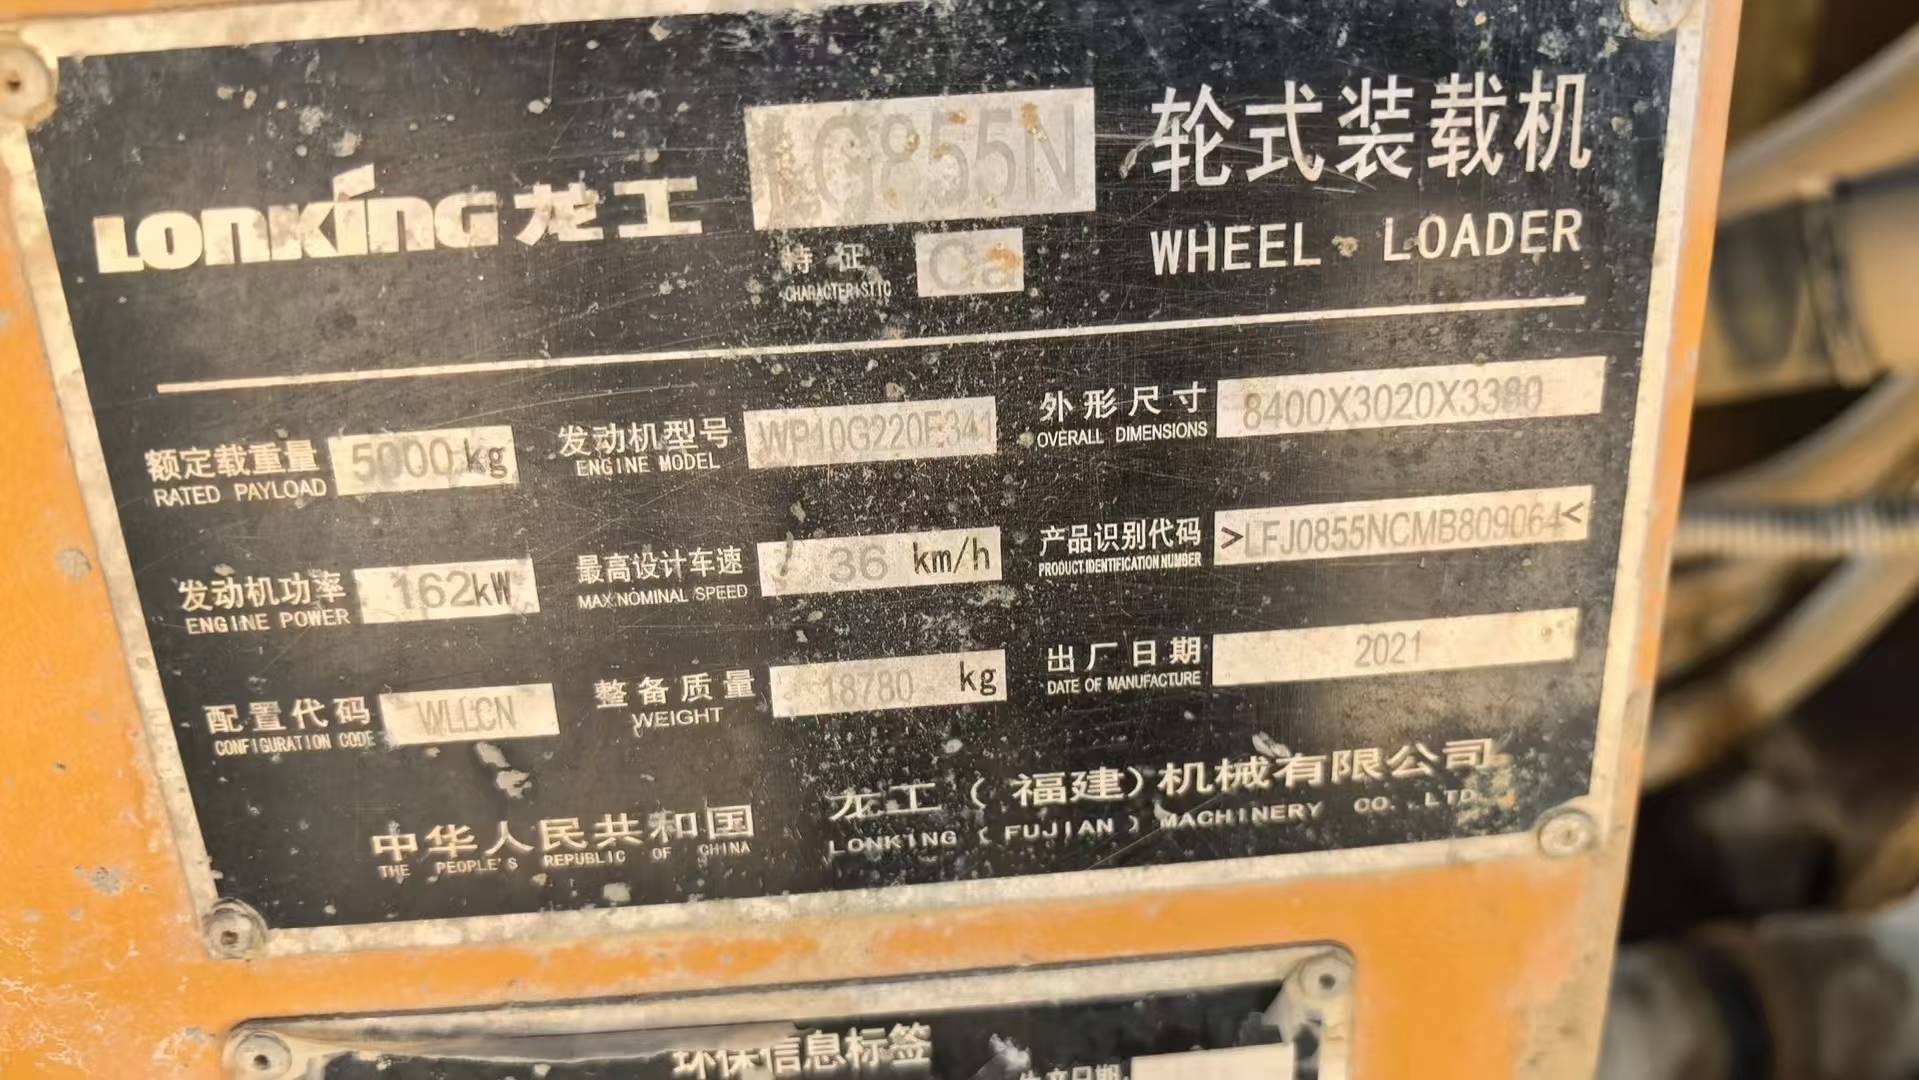 LONKING 龙工 LG855N 轮式装载机
特征 CHARACTERISTIC Ca WHEEL LOADER
额定载重量 RATED PAYLOAD 5000kg
发动机型号 ENGINE MODEL WP10G220E341
外形尺寸 OVERALL DIMENSIONS 8400X3020X3380
发动机功率 ENGINE POWER 162kW
最高设计车速 MAX.NOMINAL SPEED 36 km/h
产品识别代码 PRODUCT IDENTIFICATION NUMBER >LFJ0855NCMB809064<
配置代码 CONFIGURATION CODE WLLCN
整备质量 WEIGHT 18780 kg
出厂日期 DATE OF MANUFACTURE 2021
中华人民共和国
THE PEOPLE'S REPUBLIC OF CHINA
龙工（福建）机械有限公司
LONKING (FUJIAN) MACHINERY CO. LTD
环保信息标签
生产日期